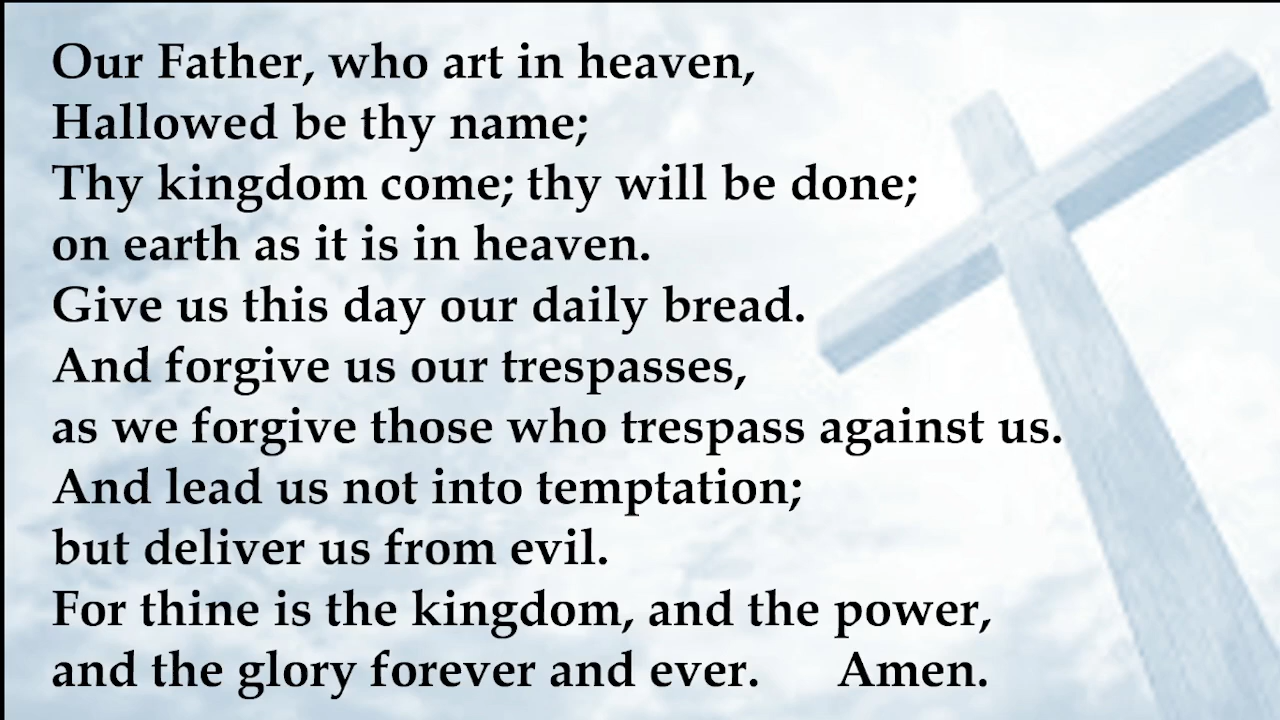 Our Father, who art in heaven,
Hallowed be thy name;
Thy kingdom come; thy will be done;
on earth as it is in heaven.
Give us this day our daily bread.
And forgive us our trespasses,
as we forgive those who trespass against us.
And lead us not into temptation;
but deliver us from evil.
For thine is the kingdom, and the power,
and the glory forever and ever. Amen.